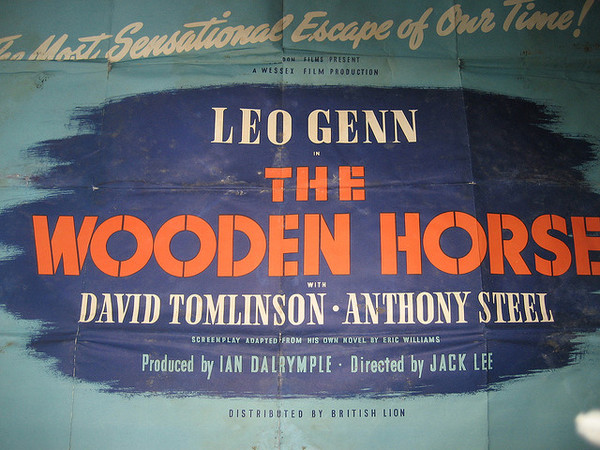 The Most Sensational Escape of Our Time!
FILMS PRESENT
A WESSEX FILM PRODUCTION
LEO GENN
IN
THE
WOODEN HORSE
WITH
DAVID TOMLINSON · ANTHONY STEEL
SCREENPLAY ADAPTED FROM HIS OWN NOVEL BY ERIC WILLIAMS
Produced by IAN DALRYMPLE · Directed by JACK LEE
DISTRIBUTED BY BRITISH LION